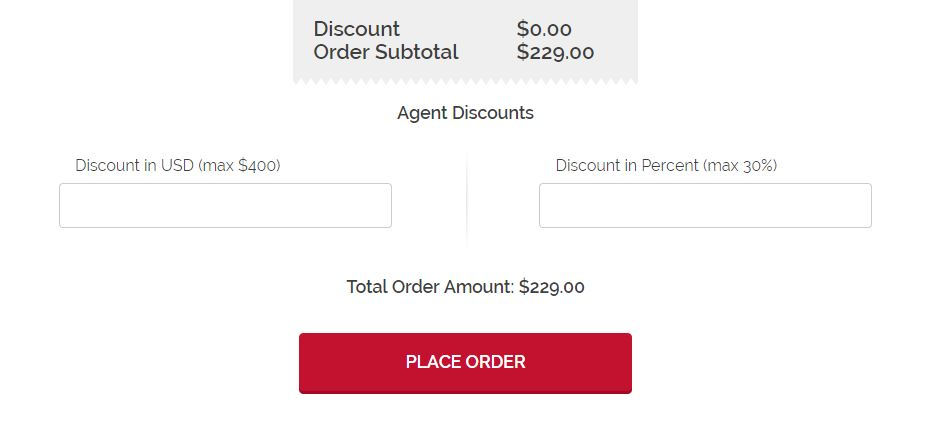 Discount $0.00
Order Subtotal $229.00
Agent Discounts
Discount in USD (max $400)
Discount in Percent (max 30%)
Total Order Amount: $229.00
PLACE ORDER